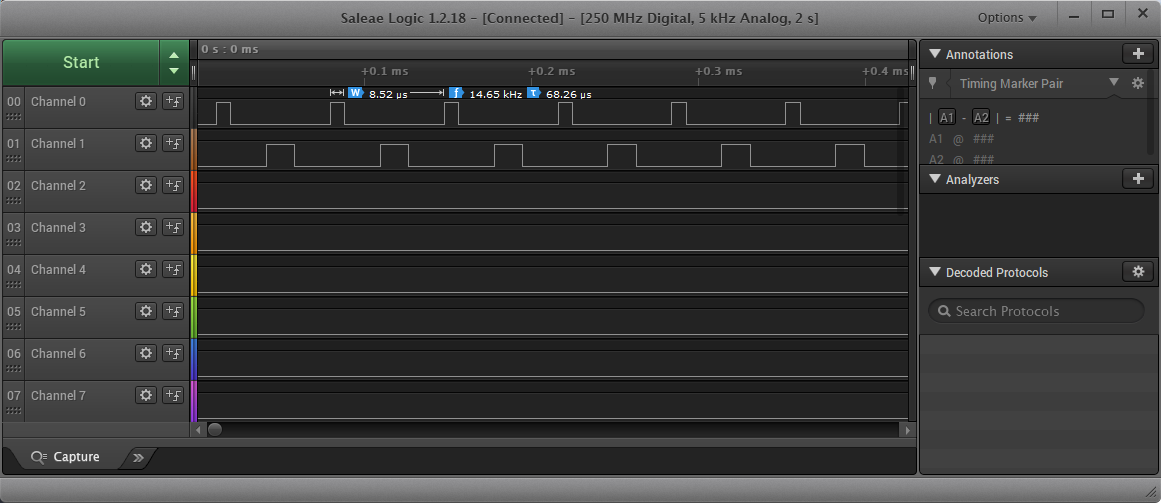 Saleae Logic 1.2.18 - [Connected] - [250 MHz Digital, 5 kHz Analog, 2 s]
Options
Start
0 s : 0 ms
+0.1 ms +0.2 ms +0.3 ms +0.4 ms
W 8.52 µs f 14.65 kHz T 68.26 µs
00 Channel 0
01 Channel 1
02 Channel 2
03 Channel 3
04 Channel 4
05 Channel 5
06 Channel 6
07 Channel 7
Capture
Annotations
Timing Marker Pair
| A1 - A2 | = ###
A1 @ ###
A2 @ ###
Analyzers
Decoded Protocols
Search Protocols